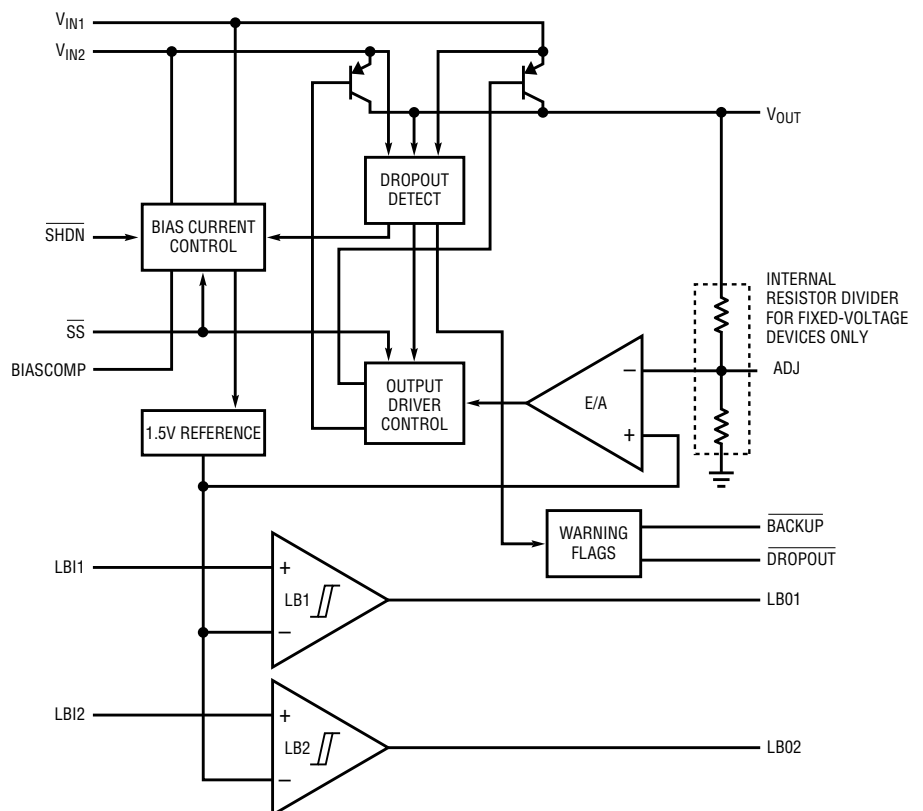 VIN1
VIN2
VOUT
DROPOUT
DETECT
SHDN
BIAS CURRENT
CONTROL
INTERNAL
RESISTOR DIVIDER
FOR FIXED-VOLTAGE
DEVICES ONLY
SS
BIASCOMP
OUTPUT
DRIVER
CONTROL
E/A
−
+
ADJ
1.5V REFERENCE
WARNING
FLAGS
BACKUP
DROPOUT
LBI1
+
LB1
−
LB01
LBI2
+
LB2
−
LB02